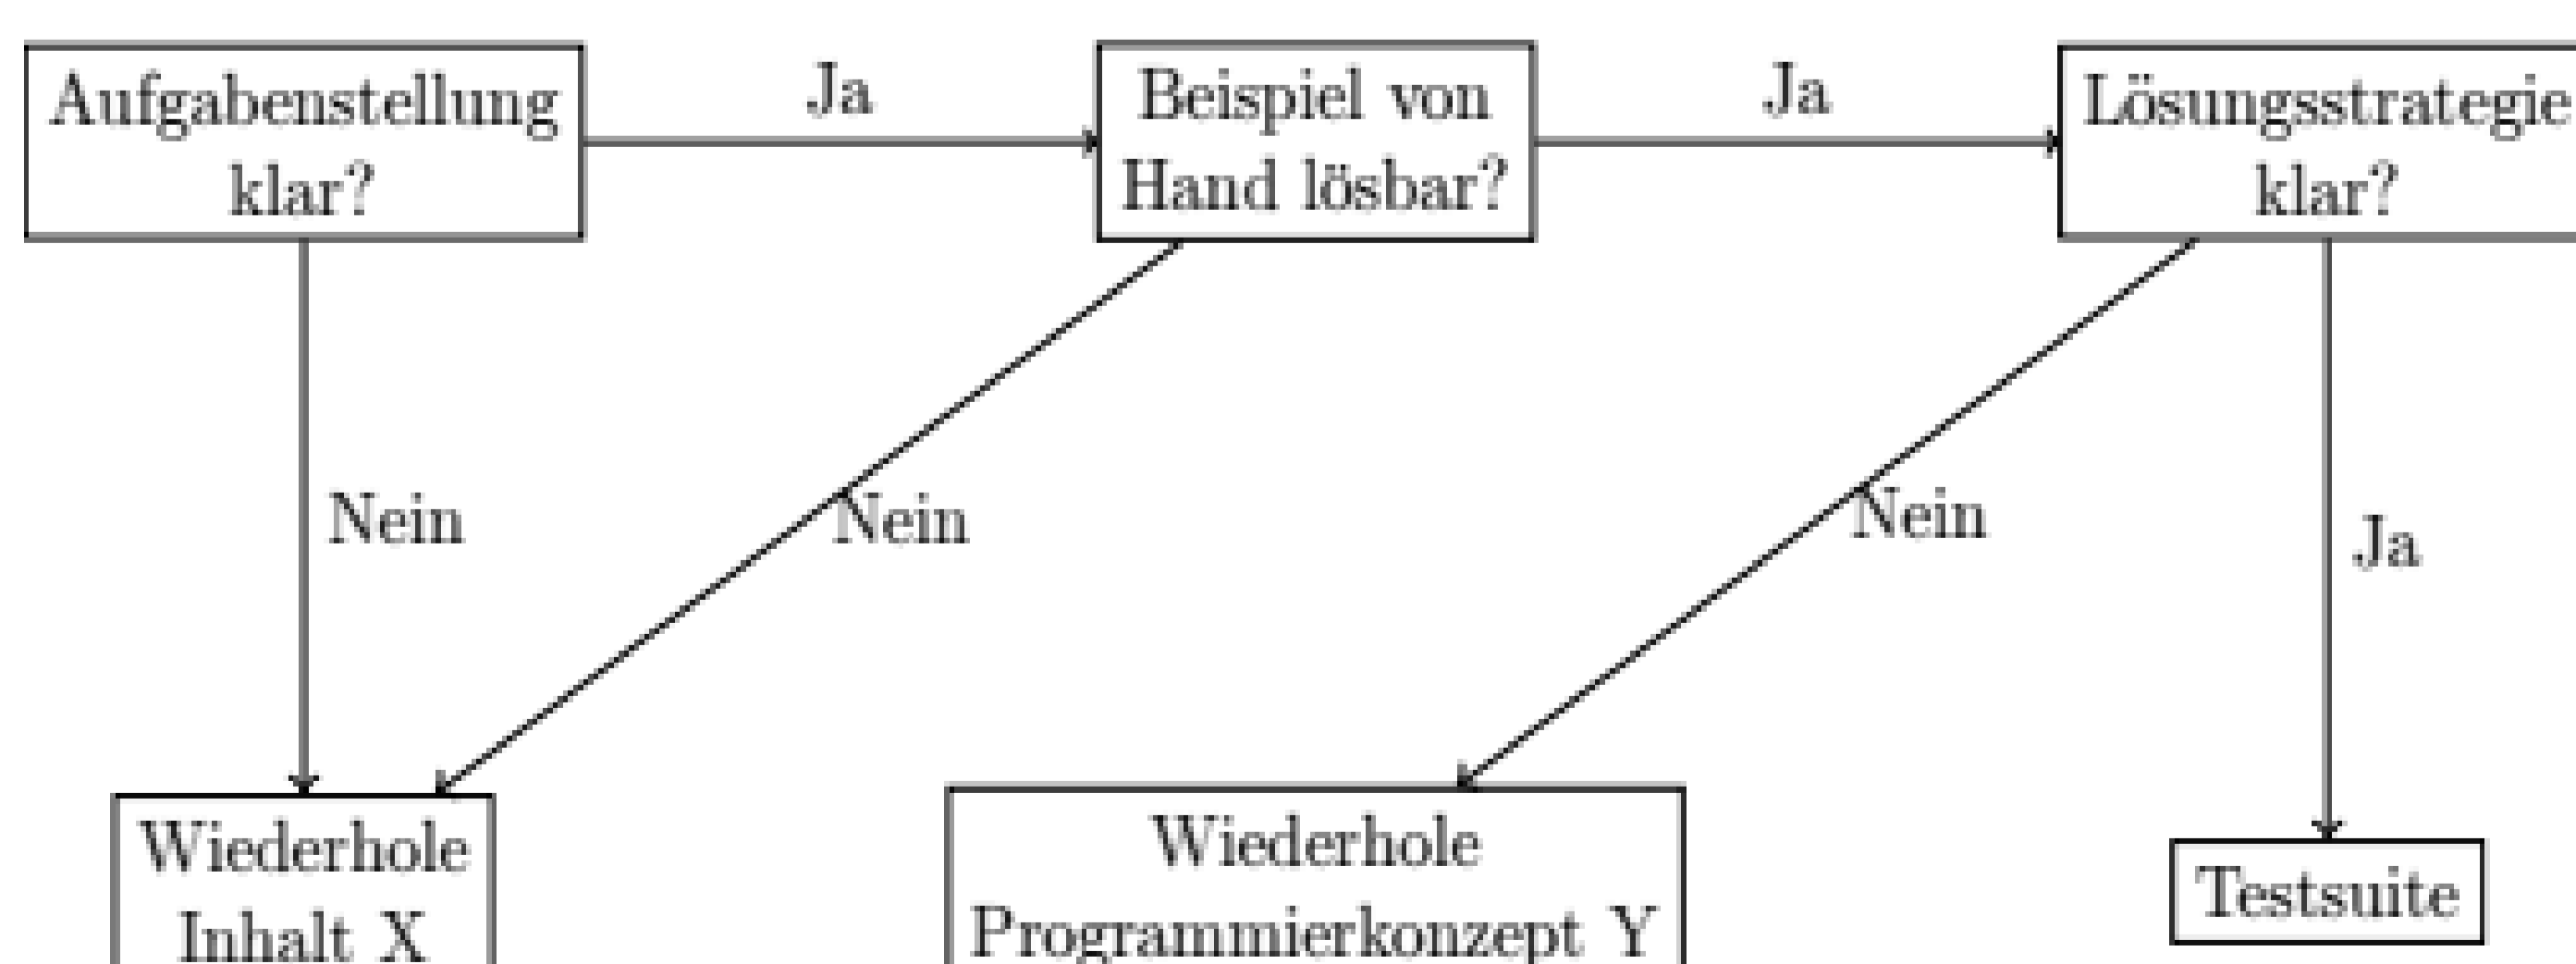 Aufgabenstellung
klar?
Ja
Beispiel von
Hand lösbar?
Ja
Lösungsstrategie
klar?
Nein
Nein
Nein
Ja
Wiederhole
Inhalt X
Wiederhole
Programmierkonzept Y
Testsuite